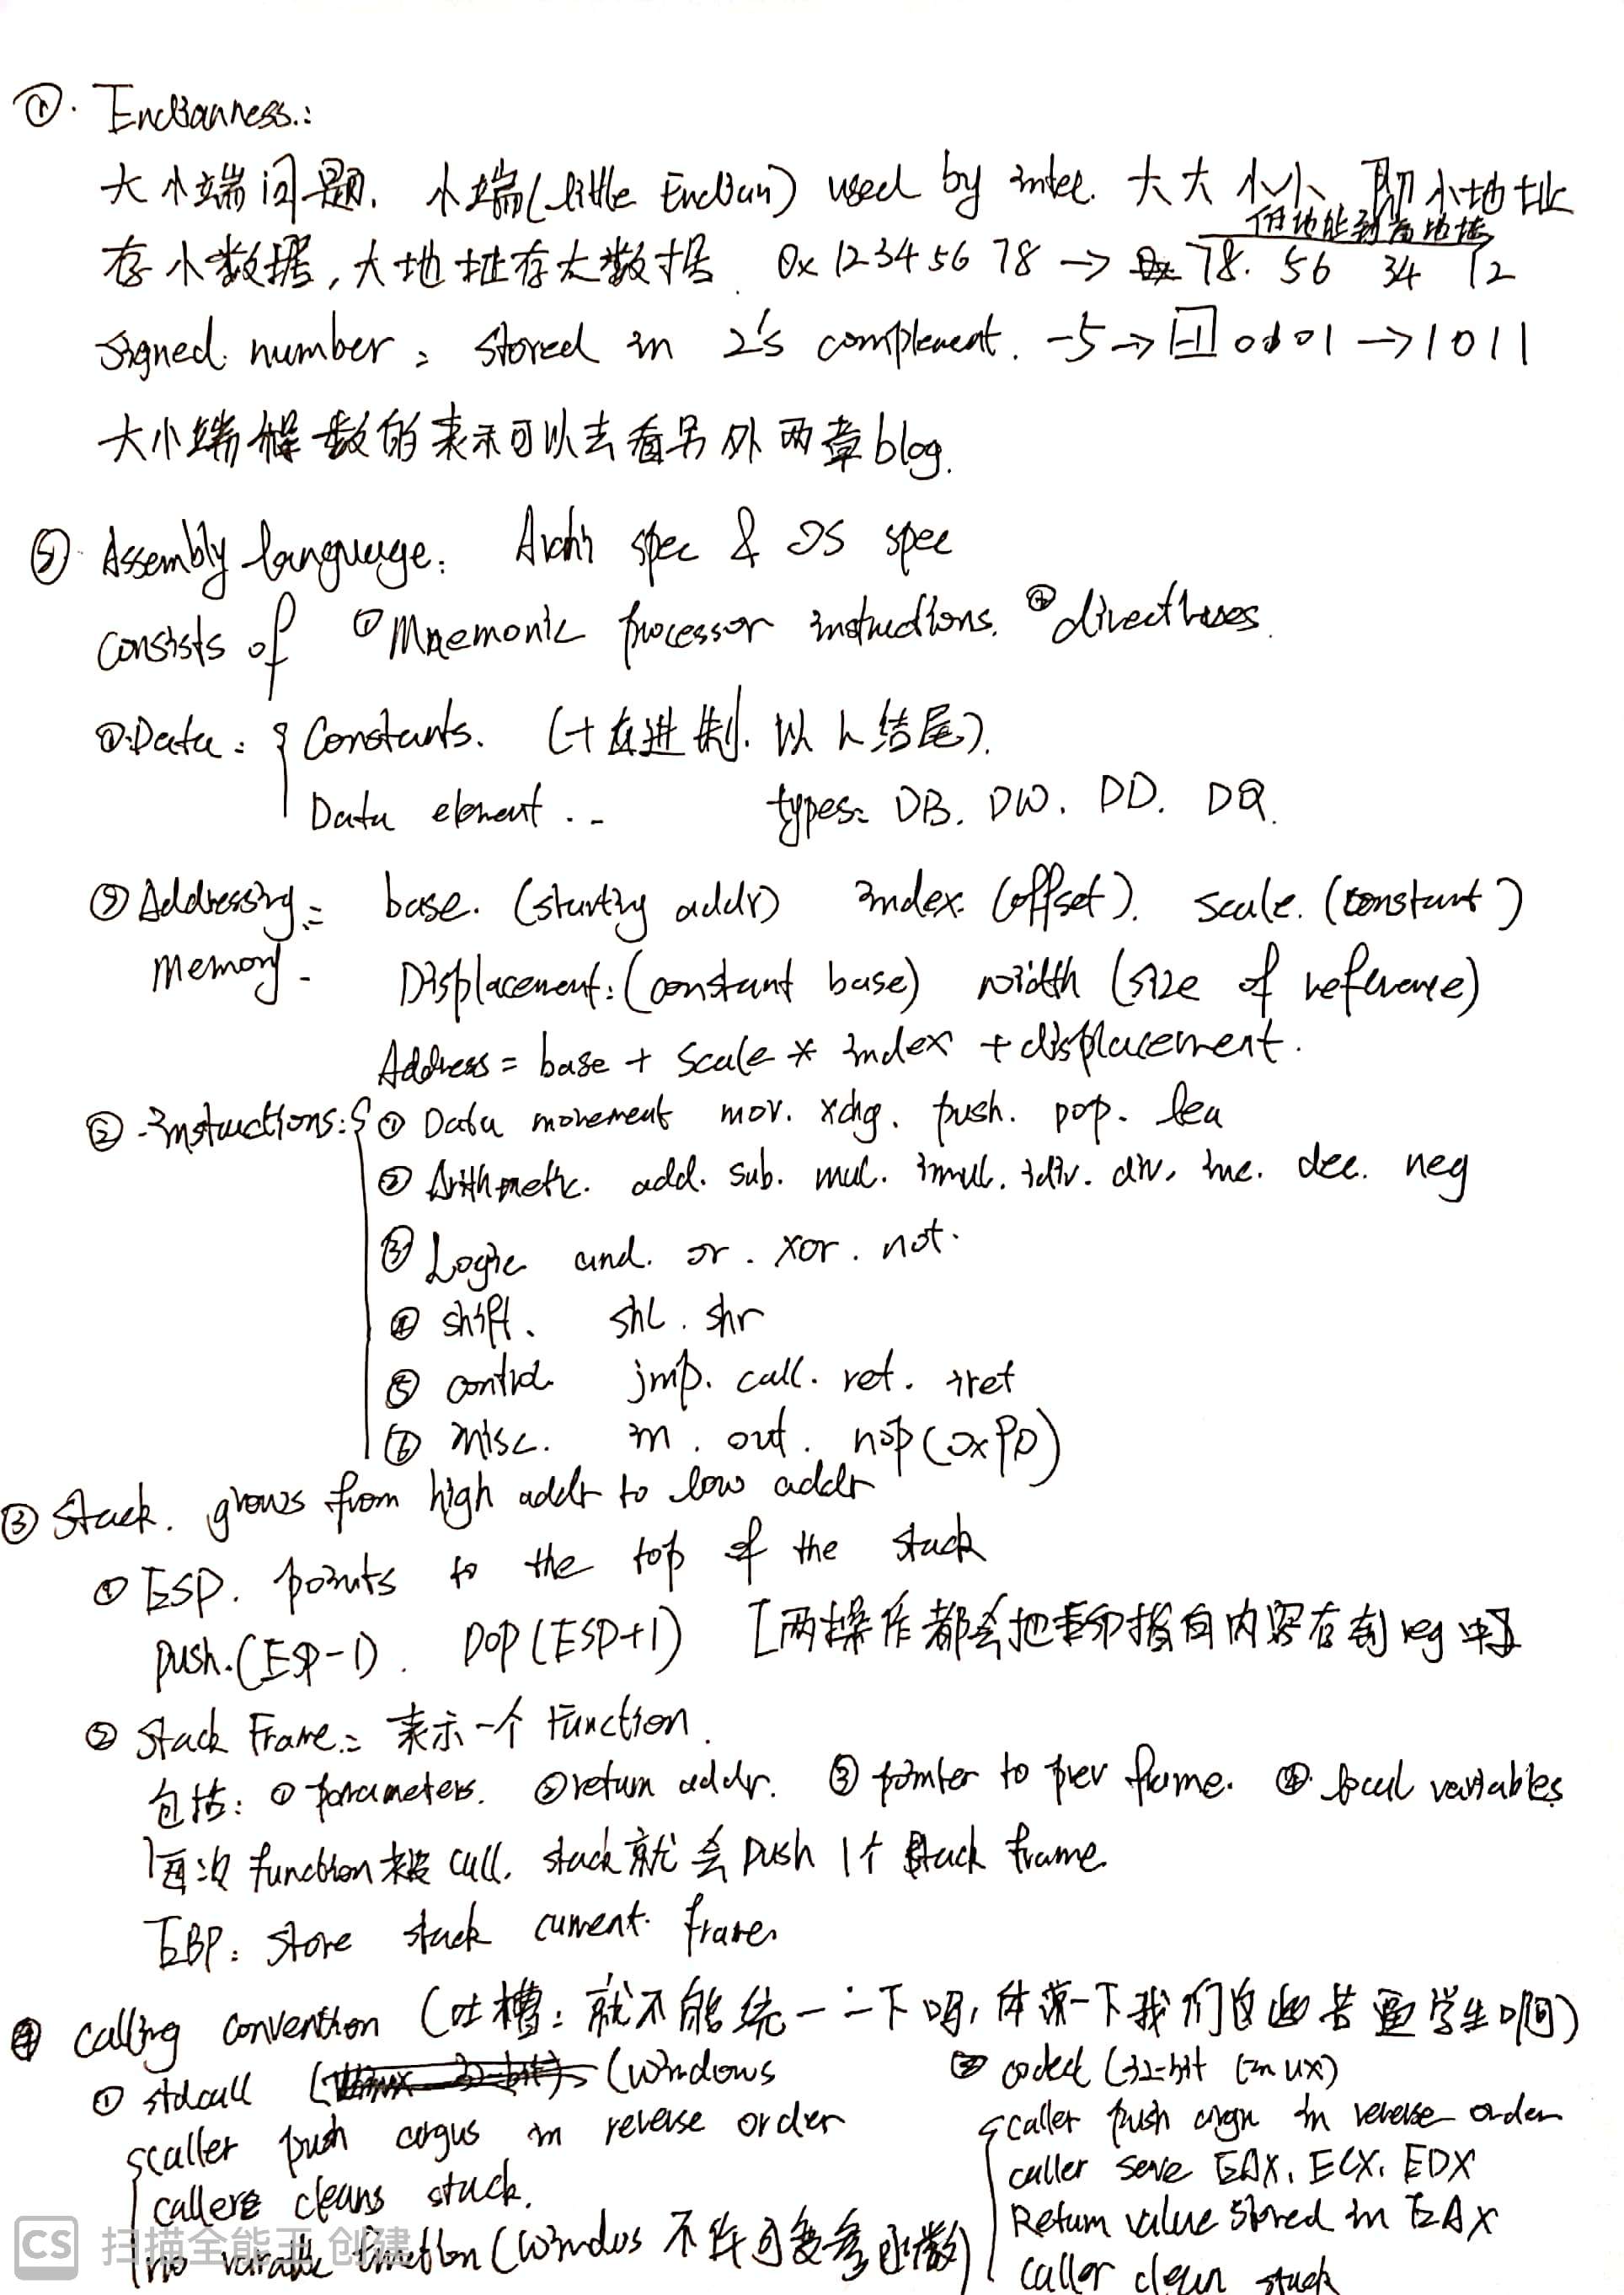 ①. Endianness.:
大小端问题. 小端(little Endian) used by intel. 大大小小 即小地址
低地址到高地址
存小数据,大地址存大数据. 0x 12 34 56 78 → 78. 56 34 12
signed number: stored in 2's complement. -5 → 0101 → 1011
大小端 数的表示可以去看另外两章blog.
② Assembly language: Archi spec & OS spec
consists of ① Mnemonic processor instructions. ② directives.
①.Data: { Constants. (十六进制. 以h结尾).
Data element .. types: DB. DW. DD. DQ.
② Addressing: base. (starting addr) index (offset). scale. (constant)
Memory. Displacement: (constant base) width (size of reference)
Address = base + scale * index + displacement.
③ Instructions: { ① Data movement mov. xchg. push. pop. lea
② Arithmetic. add. sub. mul. imul. idiv. div. inc. dec. neg
③ Logic and. or. xor. not.
④ shift. shl. shr
⑤ control jmp. call. ret. iret
⑥ misc. in. out. nop (0x90)
③ Stack. grows from high addr to low addr
① ESP. points to the top of the stack
push.(ESP-1). pop (ESP+1) [两操作都会把 指向内容存到reg中]
② Stack Frame: 表示一个 Function.
包括: ① parameters. ② return addr. ③ pointer to prev frame. ④ local variables
每次 function 被 call. stack 就会 push 1个 stack frame.
EBP: store stack current frame.
④ calling convention (吐槽: 就不能统一一下吗, 体谅一下我们这些苦逼学生啊)
① stdcall (windows
② cdecl (32-bit linux)
{caller push argus in reverse order
callee cleans stack.
no variable function (windos 不许可变参函数)
{caller push argu in reverse order
caller save EAX. ECX. EDX
Return value stored in EAX
caller clean stack
CS 扫描全能王 创建